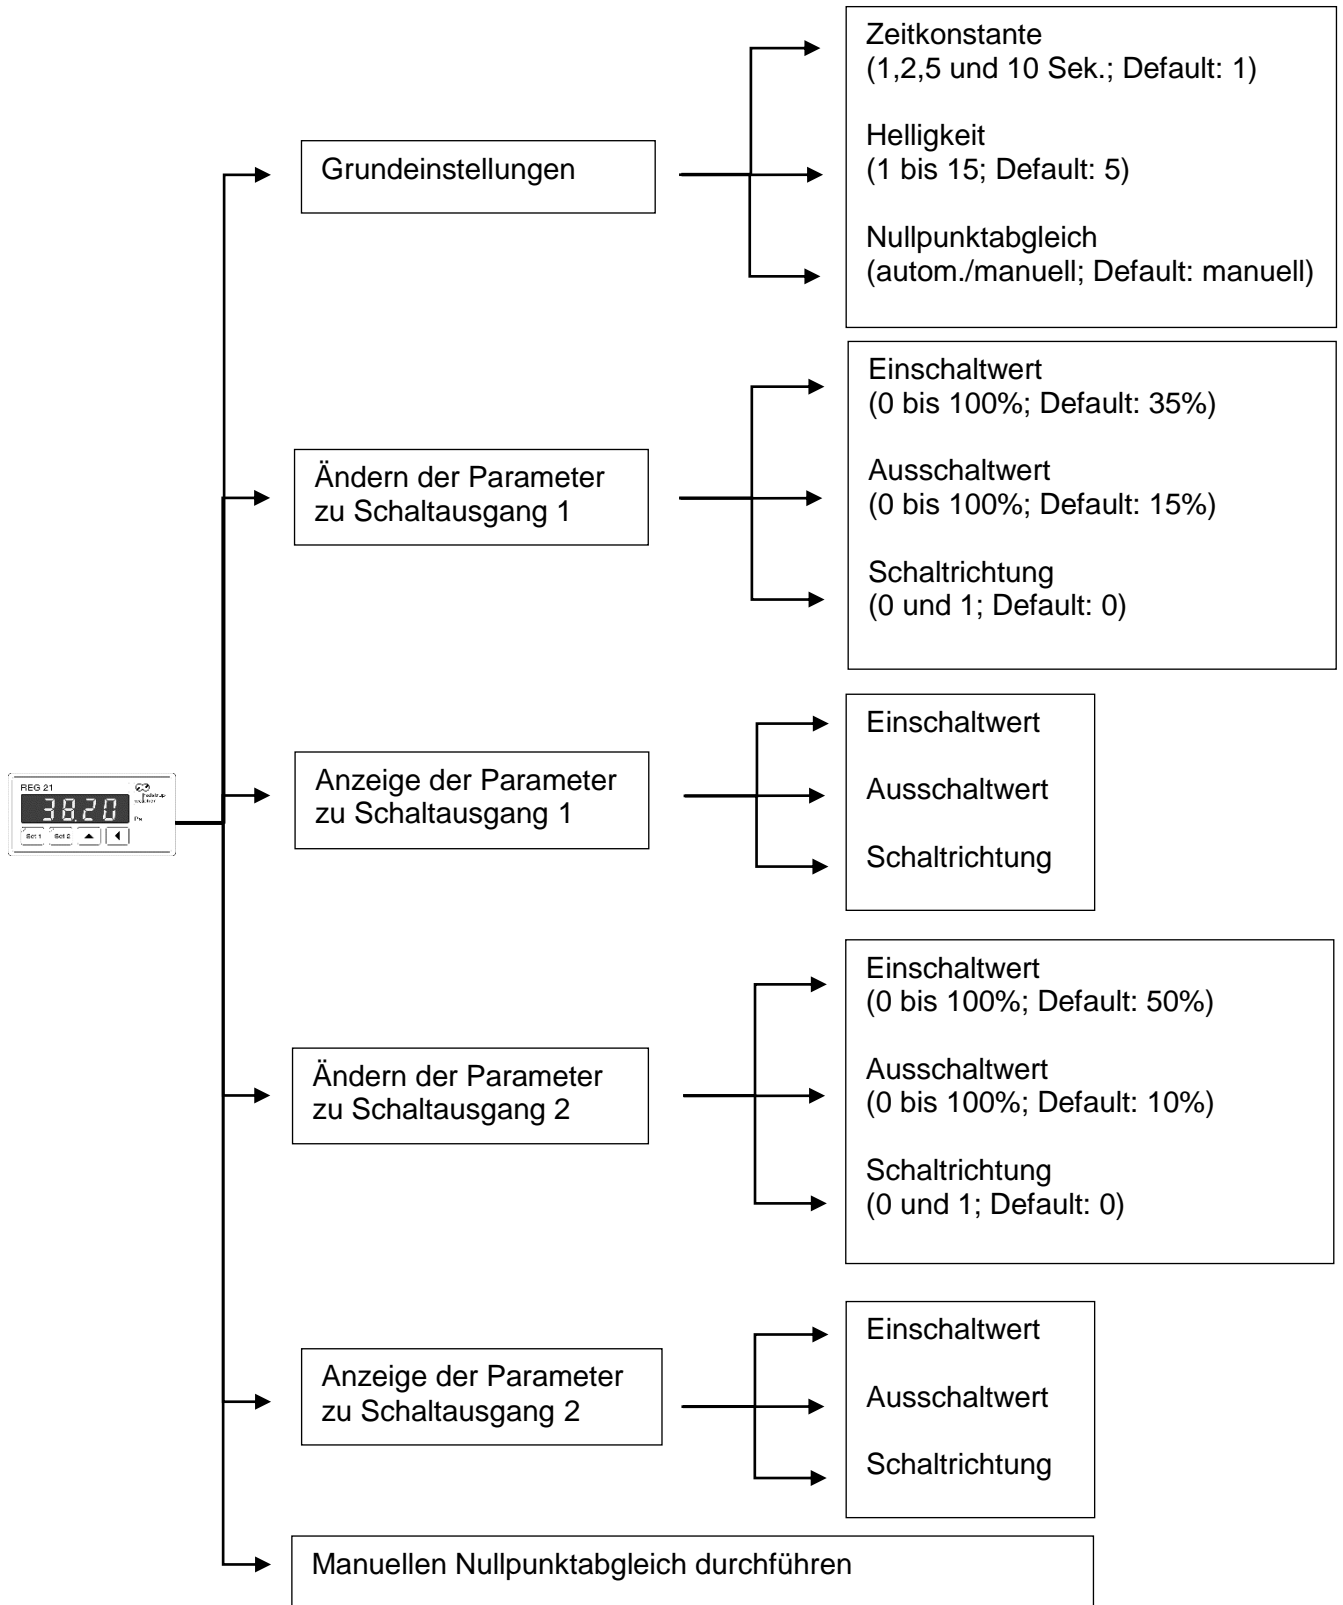 Zeitkonstante
(1,2,5 und 10 Sek.; Default: 1)
Helligkeit
(1 bis 15; Default: 5)
Nullpunktabgleich
(autom./manuell; Default: manuell)
Grundeinstellungen
Einschaltwert
(0 bis 100%; Default: 35%)
Ausschaltwert
(0 bis 100%; Default: 15%)
Schaltrichtung
(0 und 1; Default: 0)
Ändern der Parameter
zu Schaltausgang 1
Einschaltwert
Ausschaltwert
Schaltrichtung
Anzeige der Parameter
zu Schaltausgang 1
REG 21
38.20
Pa
Set 1
Set 2
Einschaltwert
(0 bis 100%; Default: 50%)
Ausschaltwert
(0 bis 100%; Default: 10%)
Schaltrichtung
(0 und 1; Default: 0)
Ändern der Parameter
zu Schaltausgang 2
Einschaltwert
Ausschaltwert
Schaltrichtung
Anzeige der Parameter
zu Schaltausgang 2
Manuellen Nullpunktabgleich durchführen